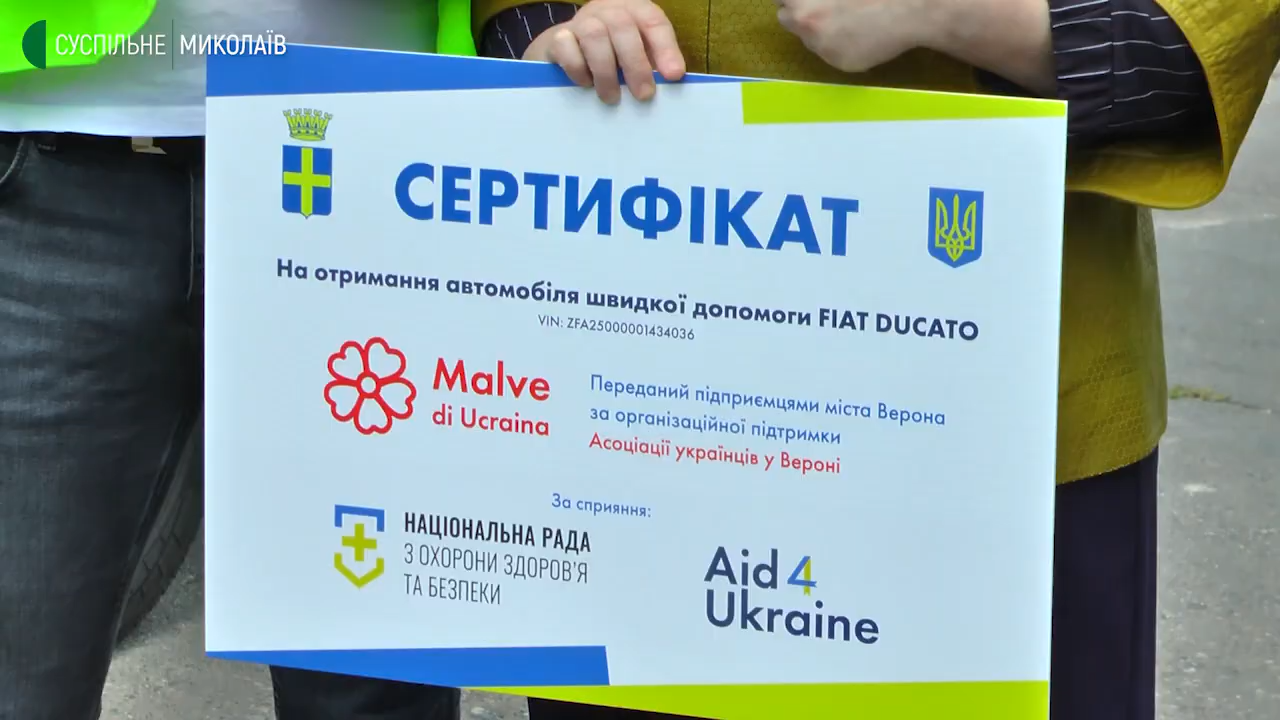 СУСПІЛЬНЕ | МИКОЛАЇВ
СЕРТИФІКАТ
На отримання автомобіля швидкої допомоги FIAT DUCATO
VIN: ZFA25000001434036
Malve
di Ucraina
Переданий підприємцями міста Верона
за організаційної підтримки
Асоціації українців у Вероні
За сприяння:
НАЦІОНАЛЬНА РАДА
З ОХОРОНИ ЗДОРОВ'Я
ТА БЕЗПЕКИ
Aid 4
Ukraine